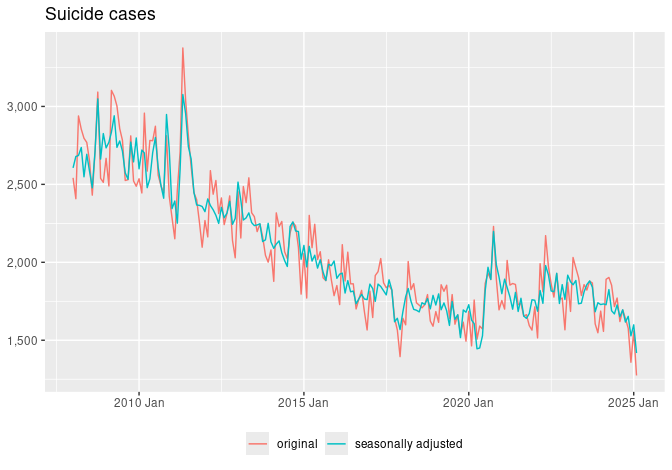 Suicide cases
3,000
2,500
2,000
1,500
2010 Jan
2015 Jan
2020 Jan
2025 Jan
original
seasonally adjusted